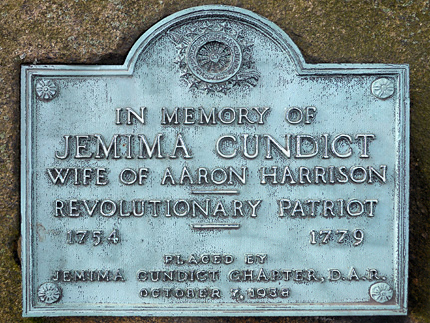 IN MEMORY OF
JEMIMA CUNDICT
WIFE OF AARON HARRISON
REVOLUTIONARY PATRIOT
1754 1779
PLACED BY
JEMIMA CUNDICT CHAPTER, D.A.R.
OCTOBER 7, 1938